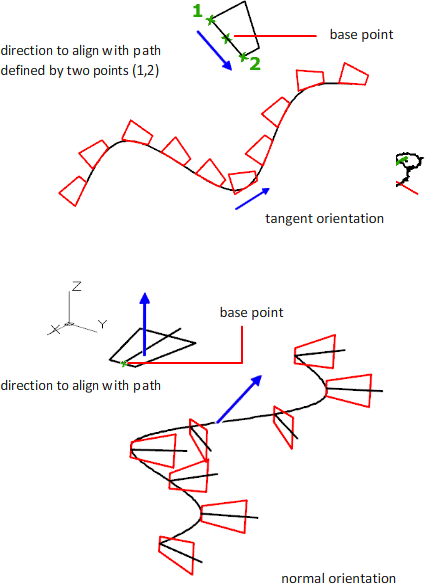 1
base point
direction to align with path
defined by two points (1,2)
2
tangent orientation
Z
X
Y
base point
direction to align with path
normal orientation